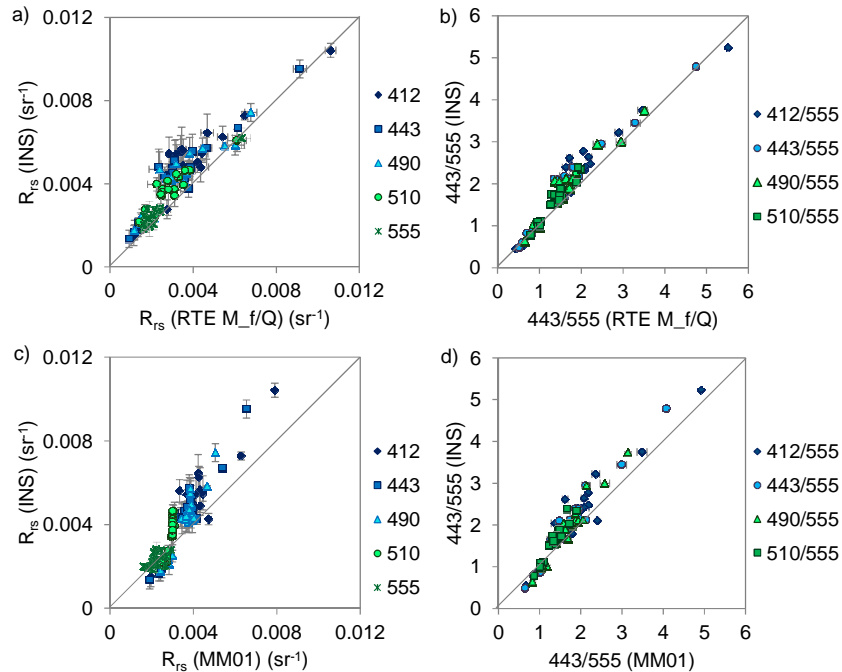 a)
0.012
0.008
0.004
0
Rrs (INS) (sr-1)
0 0.004 0.008 0.012
Rrs (RTE M_f/Q) (sr-1)
412
443
490
510
555
b)
6
5
4
3
2
1
0
443/555 (INS)
0 1 2 3 4 5 6
443/555 (RTE M_f/Q)
412/555
443/555
490/555
510/555
c)
0.012
0.008
0.004
0
Rrs (INS) (sr-1)
0 0.004 0.008 0.012
Rrs (MM01) (sr-1)
412
443
490
510
555
d)
6
5
4
3
2
1
0
443/555 (INS)
0 1 2 3 4 5 6
443/555 (MM01)
412/555
443/555
490/555
510/555